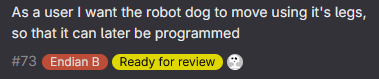 As a user I want the robot dog to move using it's legs,
so that it can later be programmed
#73 Endian B Ready for review